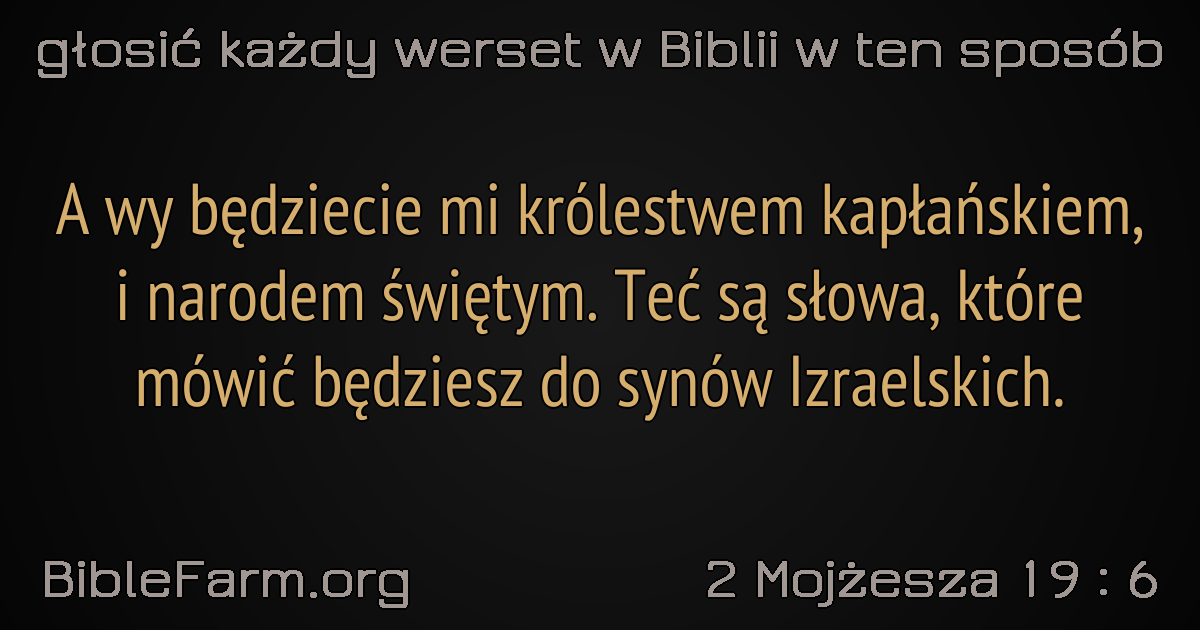 głosić każdy werset w Biblii w ten sposób
A wy będziecie mi królestwem kapłańskiem,
i narodem świętym. Teć są słowa, które
mówić będziesz do synów Izraelskich.
BibleFarm.org
2 Mojżesza 19 : 6